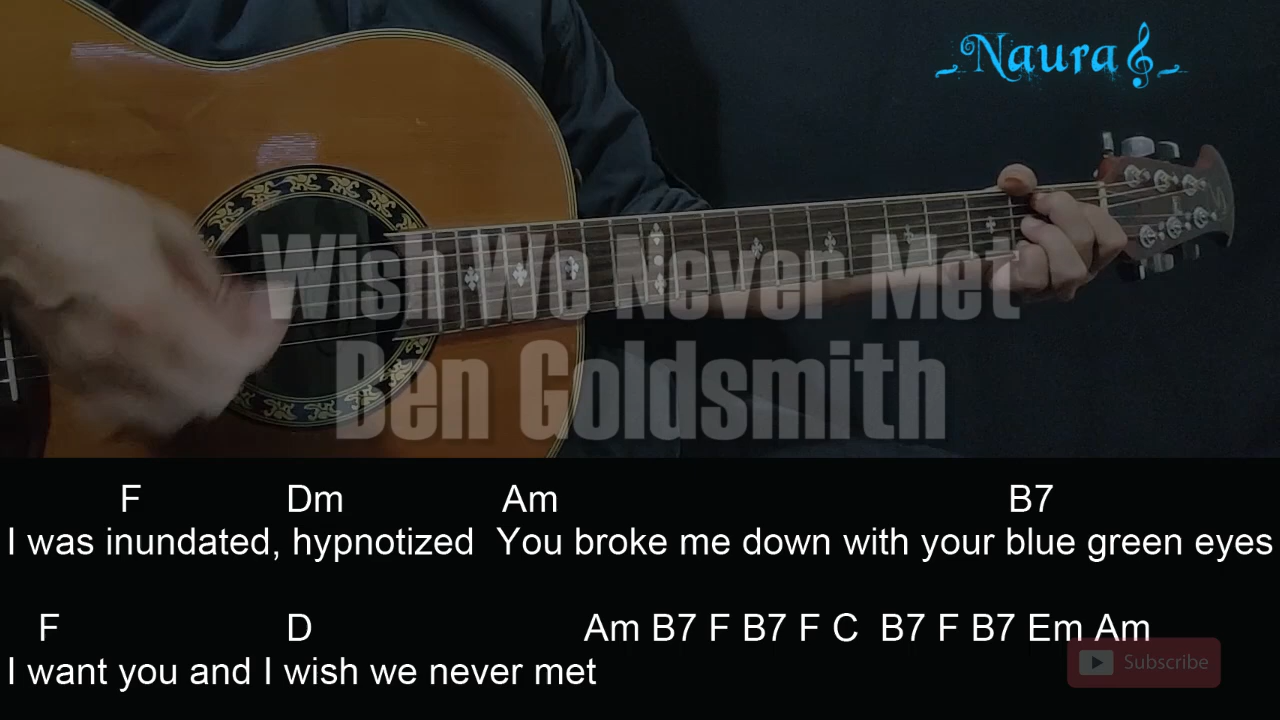 Naura
Wish We Never Met
Ben Goldsmith
F Dm Am B7
I was inundated, hypnotized You broke me down with your blue green eyes
F D Am B7 F B7 F C B7 F B7 Em Am
I want you and I wish we never met
Subscribe